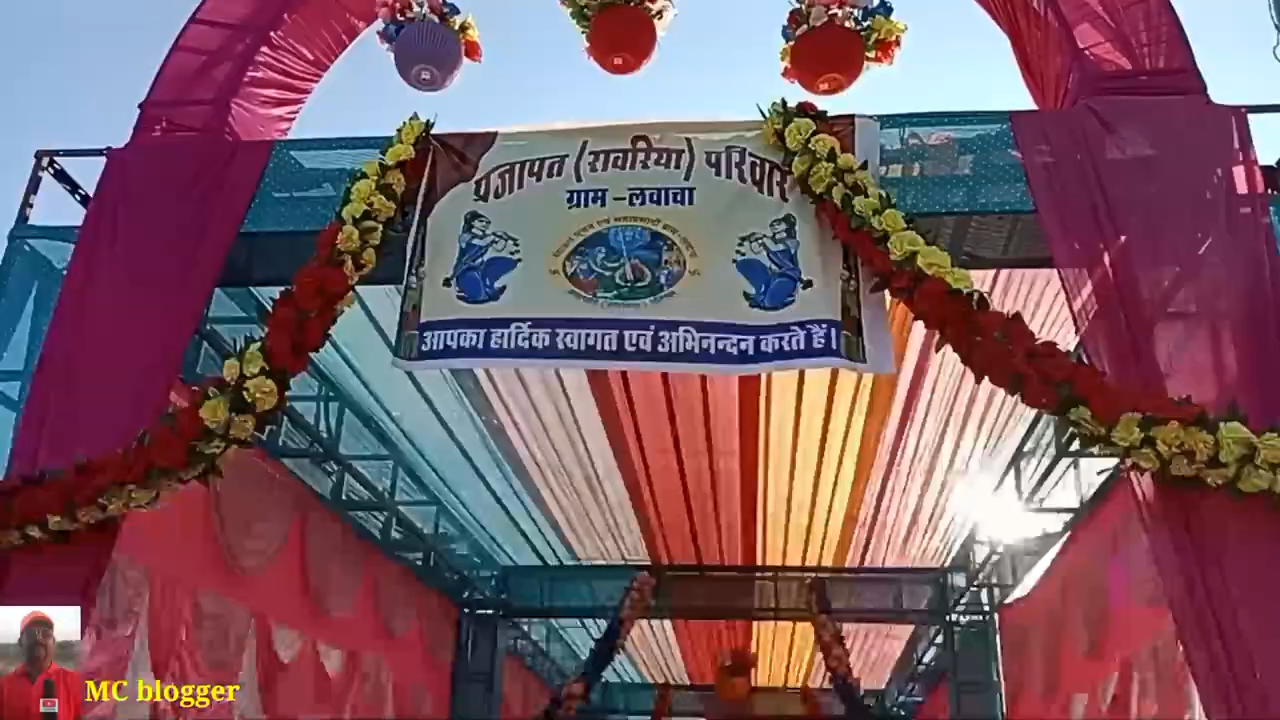 प्रजापत (रावरिया) परिवार
ग्राम -लवाचा
आपका हार्दिक स्वागत एवं अभिनन्दन करते हैं।
MC blogger